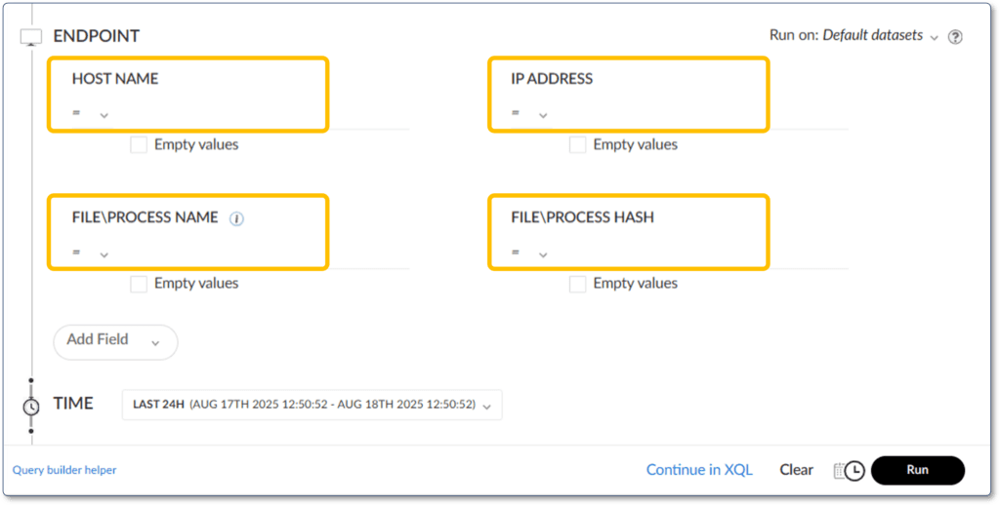 ENDPOINT
Run on: Default datasets
HOST NAME
IP ADDRESS
=
=
Empty values
Empty values
FILE\PROCESS NAME
FILE\PROCESS HASH
=
=
Empty values
Empty values
Add Field
TIME
LAST 24H (AUG 17TH 2025 12:50:52 - AUG 18TH 2025 12:50:52)
Query builder helper
Continue in XQL
Clear
Run